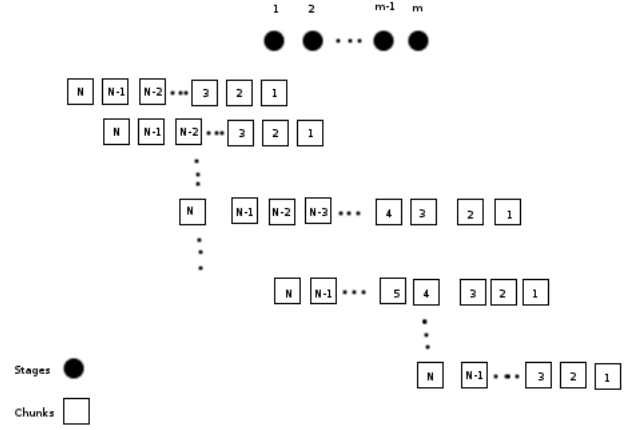 1 2 m-1 m
N N-1 N-2 3 2 1
N N-1 N-2 3 2 1
N N-1 N-2 N-3 4 3 2 1
N N-1 5 4 3 2 1
N N-1 3 2 1
Stages
Chunks